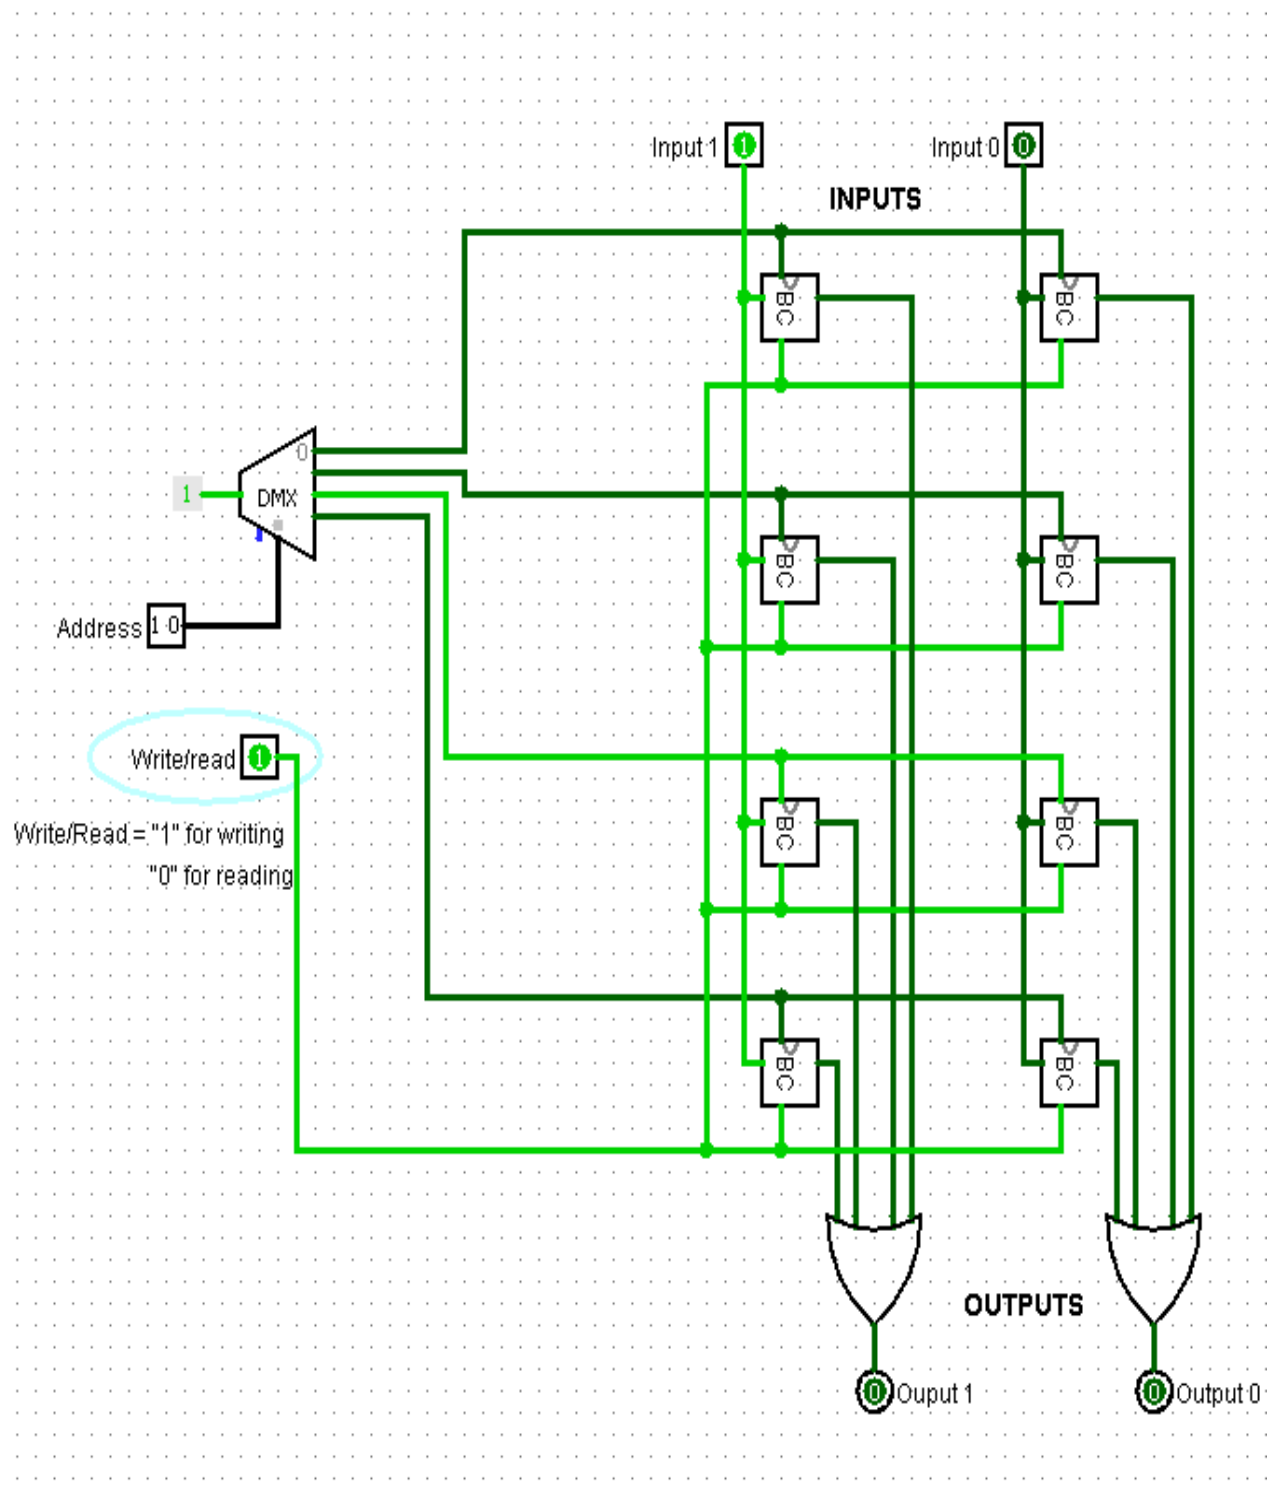 Input 1 1
Input 0 0
INPUTS
BC BC
0
1 DMX
BC BC
Address 1 0
Write/read 1
BC BC
Write/Read = "1" for writing
"0" for reading
BC BC
OUTPUTS
0 Ouput 1
0 Output 0